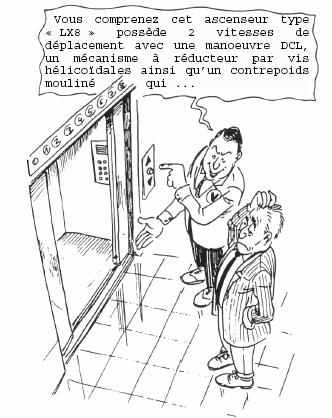 Vous comprenez cet ascenseur type
« LX8 » possède 2 vitesses de
déplacement avec une manoeuvre DCL,
un mécanisme à réducteur par vis
hélicoïdales ainsi qu'un contrepoids
mouliné qui ...